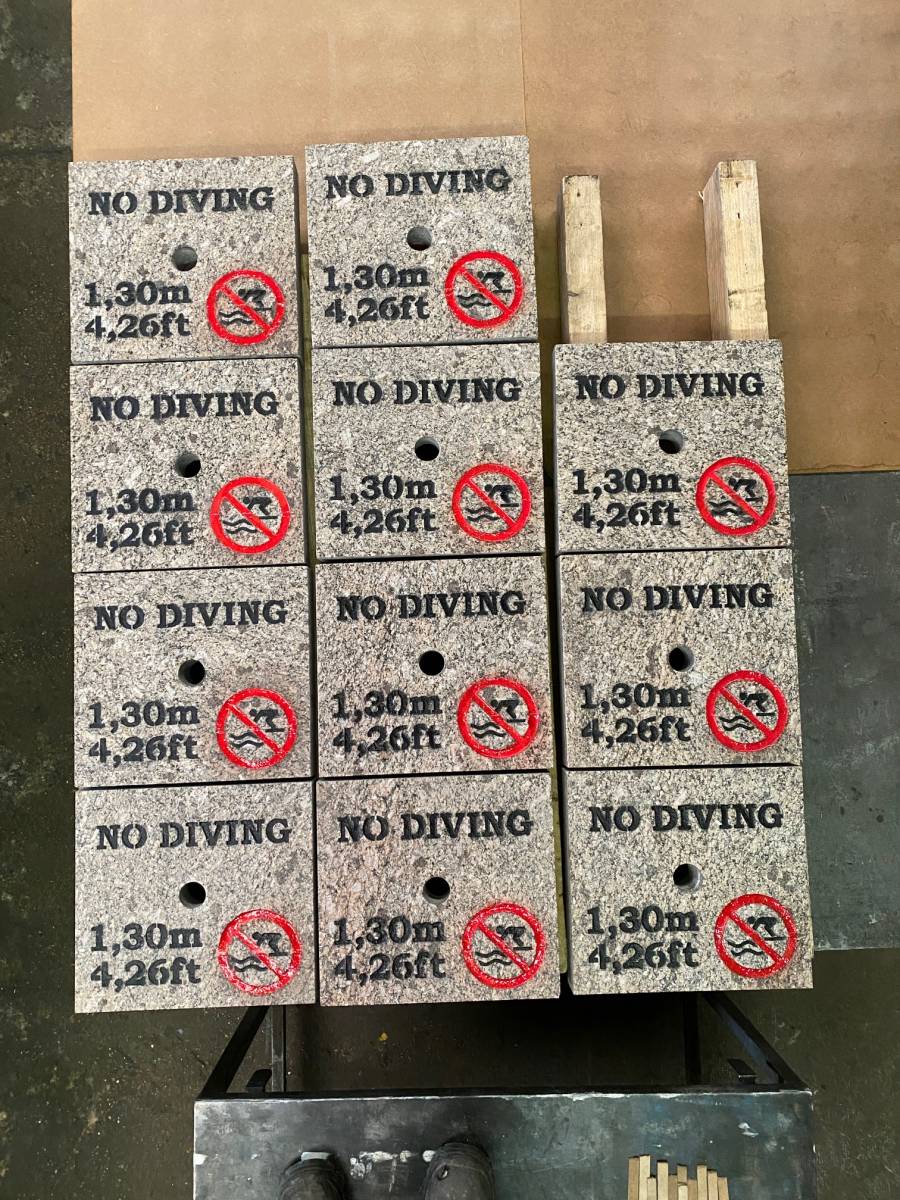 NO DIVING
1,30m
4,26ft
NO DIVING
1,30m
4,26ft
NO DIVING
1,30m
4,26ft
NO DIVING
1,30m
4,26ft
NO DIVING
1,30m
4,26ft
NO DIVING
1,30m
4,26ft
NO DIVING
1,30m
4,26ft
NO DIVING
1,30m
4,26ft
NO DIVING
1,30m
4,26ft
NO DIVING
1,30m
4,26ft
NO DIVING
1,30m
4,26ft